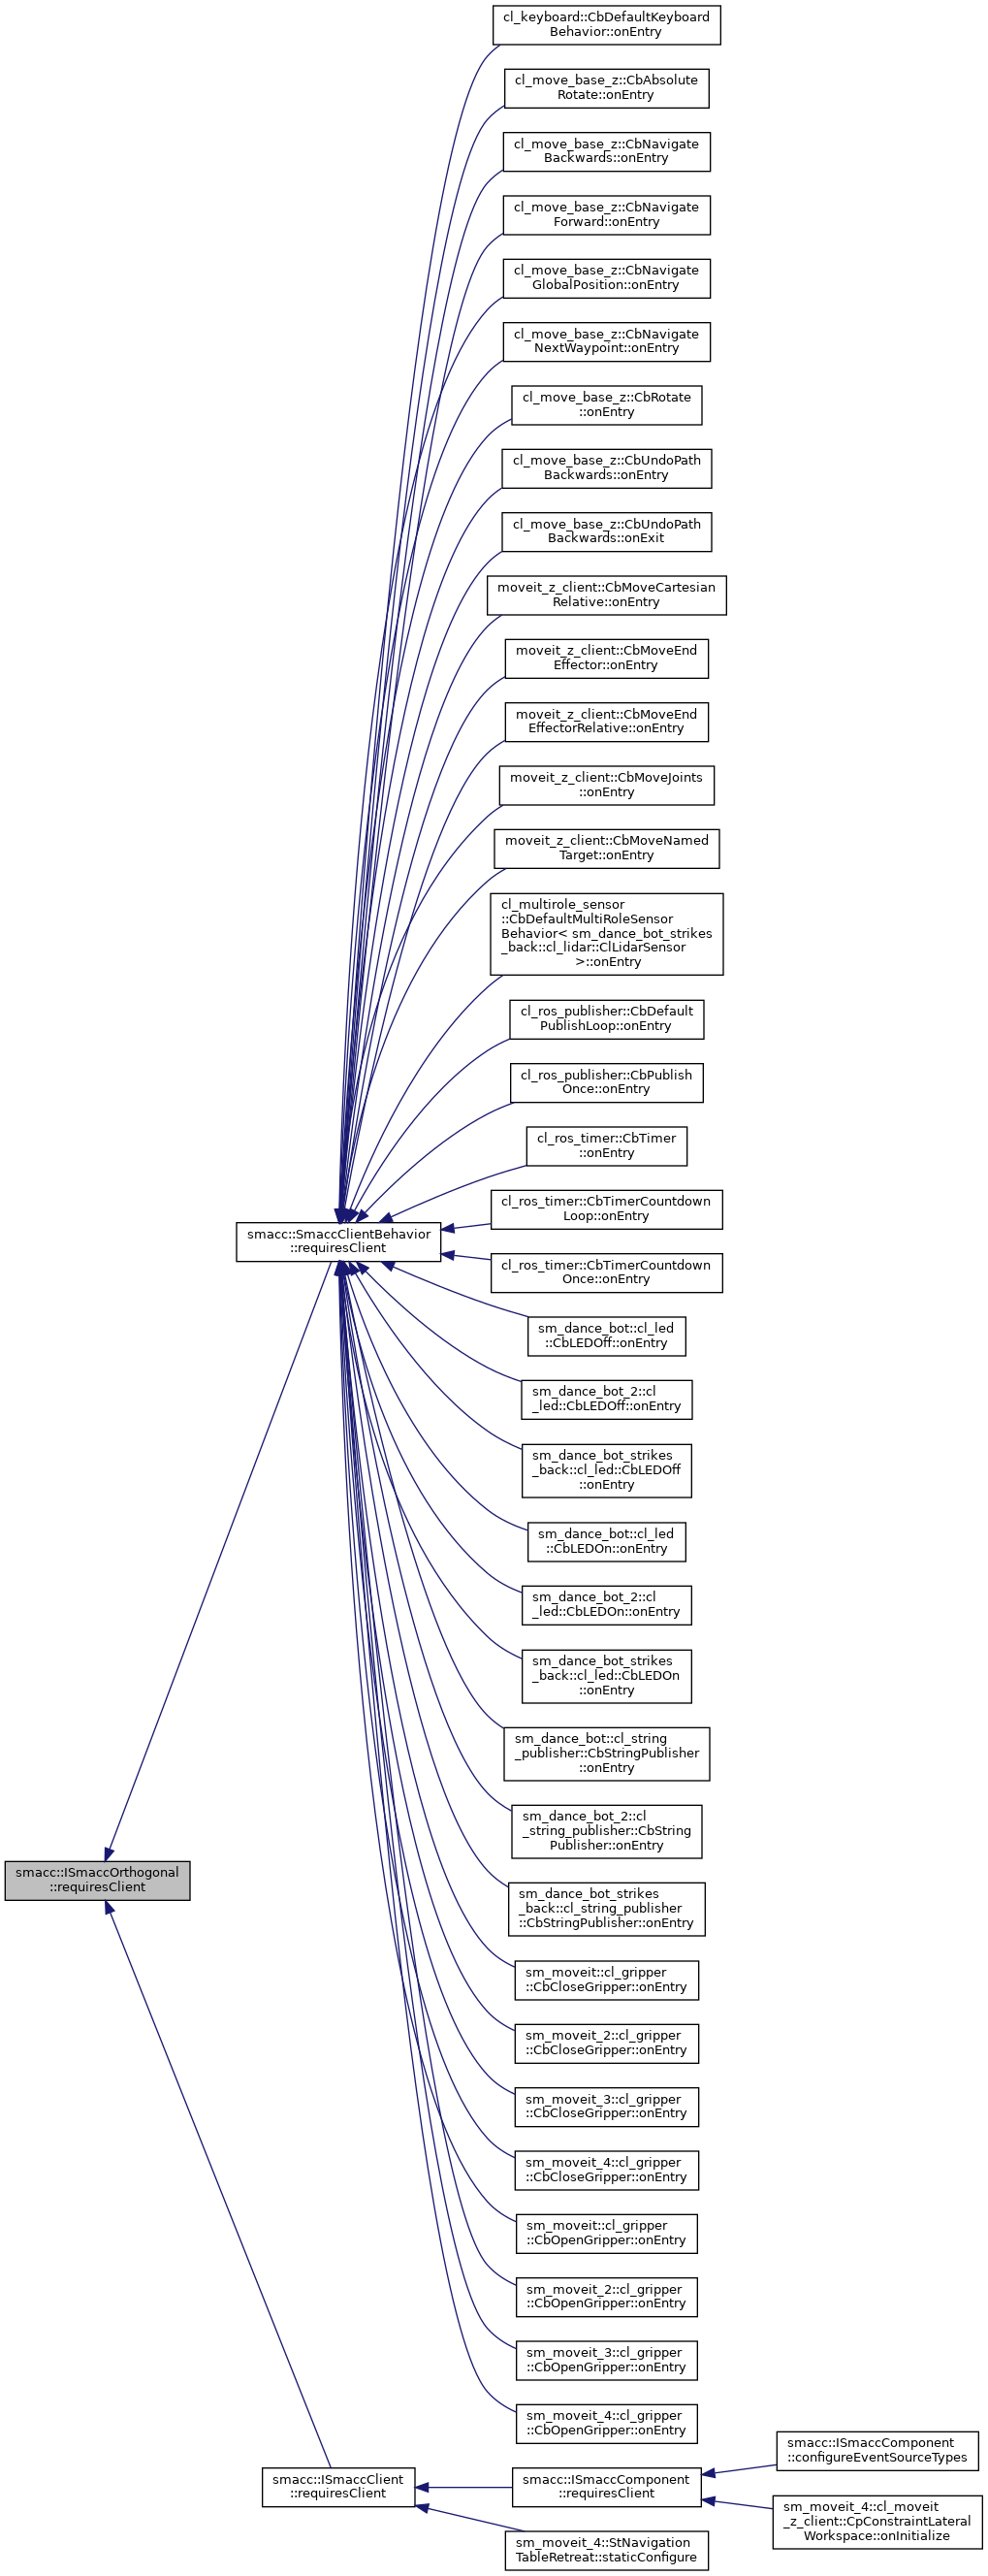 cl_keyboard::CbDefaultKeyboard
Behavior::onEntry
cl_move_base_z::CbAbsolute
Rotate::onEntry
cl_move_base_z::CbNavigate
Backwards::onEntry
cl_move_base_z::CbNavigate
Forward::onEntry
cl_move_base_z::CbNavigate
GlobalPosition::onEntry
cl_move_base_z::CbNavigate
NextWaypoint::onEntry
cl_move_base_z::CbRotate
::onEntry
cl_move_base_z::CbUndoPath
Backwards::onEntry
cl_move_base_z::CbUndoPath
Backwards::onExit
moveit_z_client::CbMoveCartesian
Relative::onEntry
moveit_z_client::CbMoveEnd
Effector::onEntry
moveit_z_client::CbMoveEnd
EffectorRelative::onEntry
moveit_z_client::CbMoveJoints
::onEntry
moveit_z_client::CbMoveNamed
Target::onEntry
cl_multirole_sensor
::CbDefaultMultiRoleSensor
Behavior< sm_dance_bot_strikes
_back::cl_lidar::ClLidarSensor
>::onEntry
cl_ros_publisher::CbDefault
PublishLoop::onEntry
cl_ros_publisher::CbPublish
Once::onEntry
cl_ros_timer::CbTimer
::onEntry
cl_ros_timer::CbTimerCountdown
Loop::onEntry
smacc::SmaccClientBehavior
::requiresClient
cl_ros_timer::CbTimerCountdown
Once::onEntry
sm_dance_bot::cl_led
::CbLEDOff::onEntry
sm_dance_bot_2::cl
_led::CbLEDOff::onEntry
sm_dance_bot_strikes
_back::cl_led::CbLEDOff
::onEntry
sm_dance_bot::cl_led
::CbLEDOn::onEntry
sm_dance_bot_2::cl
_led::CbLEDOn::onEntry
sm_dance_bot_strikes
_back::cl_led::CbLEDOn
::onEntry
sm_dance_bot::cl_string
_publisher::CbStringPublisher
::onEntry
sm_dance_bot_2::cl
_string_publisher::CbString
Publisher::onEntry
smacc::ISmaccOrthogonal
::requiresClient
sm_dance_bot_strikes
_back::cl_string_publisher
::CbStringPublisher::onEntry
sm_moveit::cl_gripper
::CbCloseGripper::onEntry
sm_moveit_2::cl_gripper
::CbCloseGripper::onEntry
sm_moveit_3::cl_gripper
::CbCloseGripper::onEntry
sm_moveit_4::cl_gripper
::CbCloseGripper::onEntry
sm_moveit::cl_gripper
::CbOpenGripper::onEntry
sm_moveit_2::cl_gripper
::CbOpenGripper::onEntry
sm_moveit_3::cl_gripper
::CbOpenGripper::onEntry
sm_moveit_4::cl_gripper
::CbOpenGripper::onEntry
smacc::ISmaccClient
::requiresClient
smacc::ISmaccComponent
::requiresClient
smacc::ISmaccComponent
::configureEventSourceTypes
sm_moveit_4::cl_moveit
_z_client::CpConstraintLateral
Workspace::onInitialize
sm_moveit_4::StNavigation
TableRetreat::staticConfigure